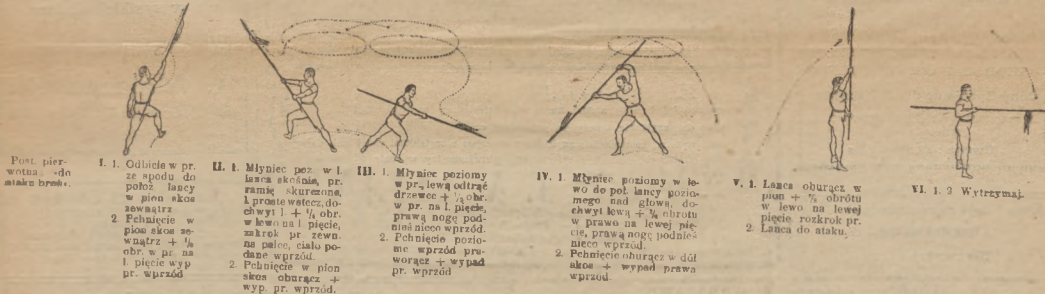 Post. pier-
wotna: «do
ataku broń».
I. 1. Odbicie w pr.
ze spodu do
położ lancy
w pion skos
zewnątrz
2. Pchnięcie w
pion skos ze-
wnątrz + 1/8
obr. w pr. na
l. pięcie wyp
pr. wprzód
II. 1. Młyniec poz w l.
lanca skośnie, pr.
ramię skurczone,
l proste wstecz, do-
chwyt l + 1/4 obr.
w lewo na l. pięcie,
zakrok pr zewn.
na palce, ciało po-
dane wprzód.
2. Pchnięcie w pion
skos oburącz +
wyp. pr. wprzód.
III. 1. Młyniec poziomy
w pr., lewą odtrąć
drzewce + 1/4 obr.
w pr. na l. pięcie,
prawą nogę pod-
nieś nieco wprzód.
2. Pchnięcie pozio-
me wprzód pra-
worącz + wypad
pr. wprzód
IV. 1 Młyniec poziomy w le-
wo do poł. lancy pozio-
mego nad głową, do-
chwyt lewą + obrotu
w prawo na lewej pię-
cie, prawą nogę podnieś
nieco wprzód.
2. Pchnięcie oburącz w dół
skos + wypad prawą
wprzód.
V. 1. Lanca oburącz w
pion + obrotu
w lewo na lewej
pięcie rozkrok pr.
2. Lanca do ataku.
VI. 1. 2 Wytrzymaj.